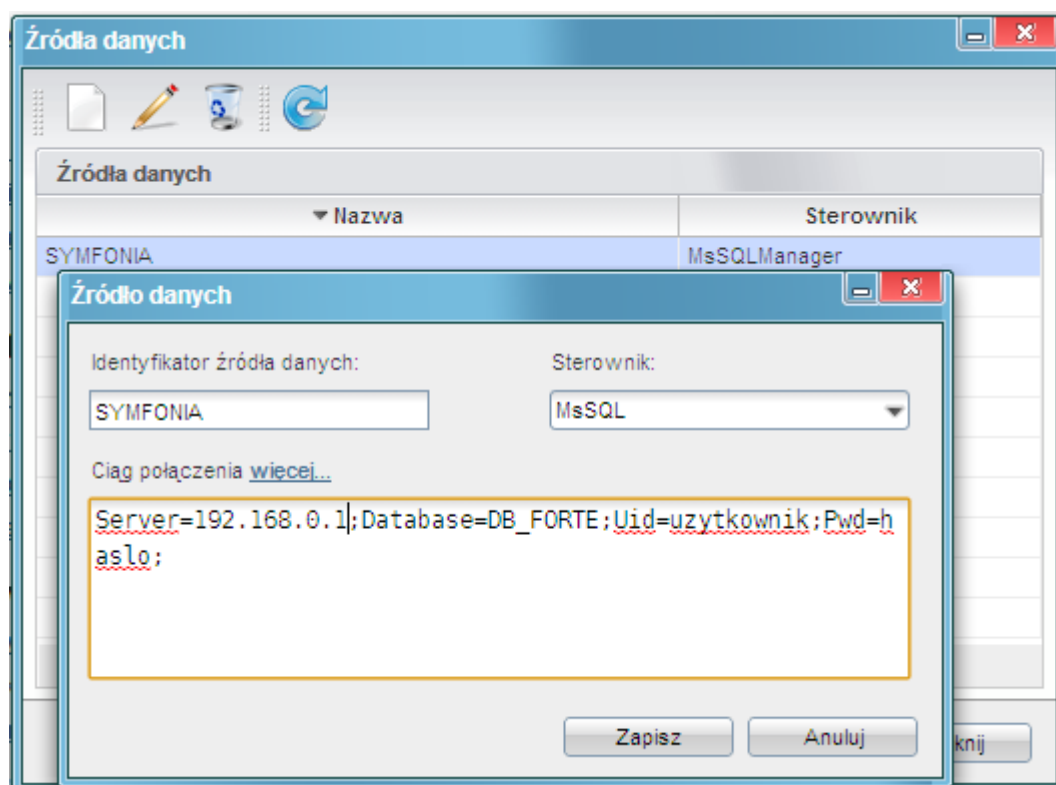 Źródła danych
Źródła danych
Nazwa Sterownik
SYMFONIA MsSQLManager
Źródło danych
Identyfikator źródła danych: Sterownik:
SYMFONIA MsSQL
Ciąg połączenia więcej...
Server=192.168.0.1;Database=DB_FORTE;Uid=uzytkownik;Pwd=h
aslo;
Zapisz Anuluj
knij